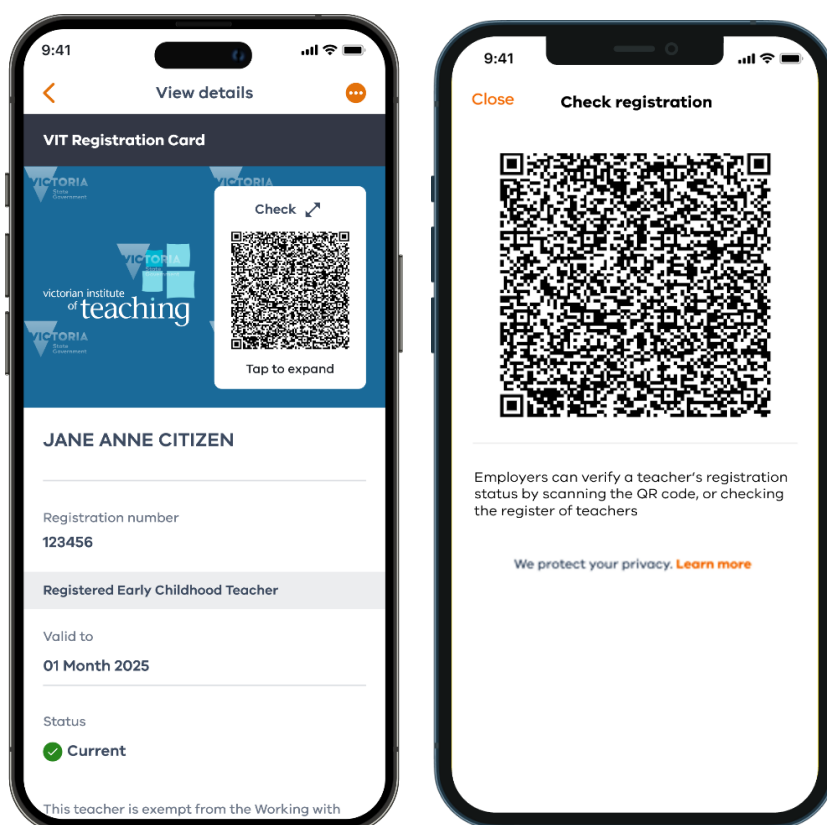 9:41
View details
VIT Registration Card
VICTORIA
State
Government
VICTORIA
Check
VICTORIA
State
Government
victorian institute
of teaching
VICTORIA
State
Government
Tap to expand
JANE ANNE CITIZEN
Registration number
123456
Registered Early Childhood Teacher
Valid to
01 Month 2025
Status
Current
This teacher is exempt from the Working with
9:41
Close
Check registration
Employers can verify a teacher's registration
status by scanning the QR code, or checking
the register of teachers
We protect your privacy. Learn more